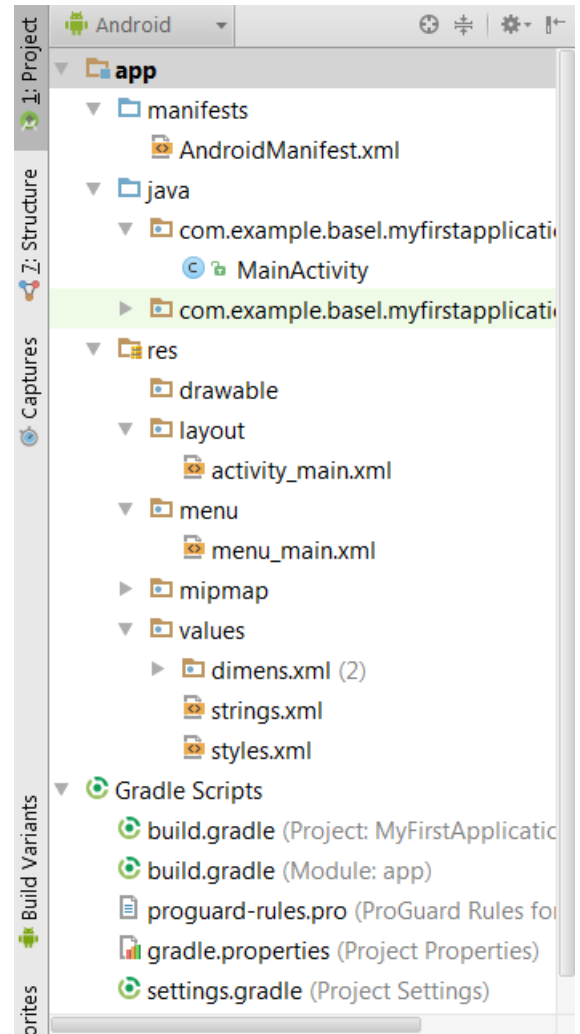 1: Project
7: Structure
Captures
Build Variants
Android
app
manifests
AndroidManifest.xml
java
com.example.basel.myfirstapplicati
MainActivity
com.example.basel.myfirstapplicati
res
drawable
layout
activity_main.xml
menu
menu_main.xml
mipmap
values
dimens.xml (2)
strings.xml
styles.xml
Gradle Scripts
build.gradle (Project: MyFirstApplicatic
build.gradle (Module: app)
proguard-rules.pro (ProGuard Rules for
gradle.properties (Project Properties)
settings.gradle (Project Settings)